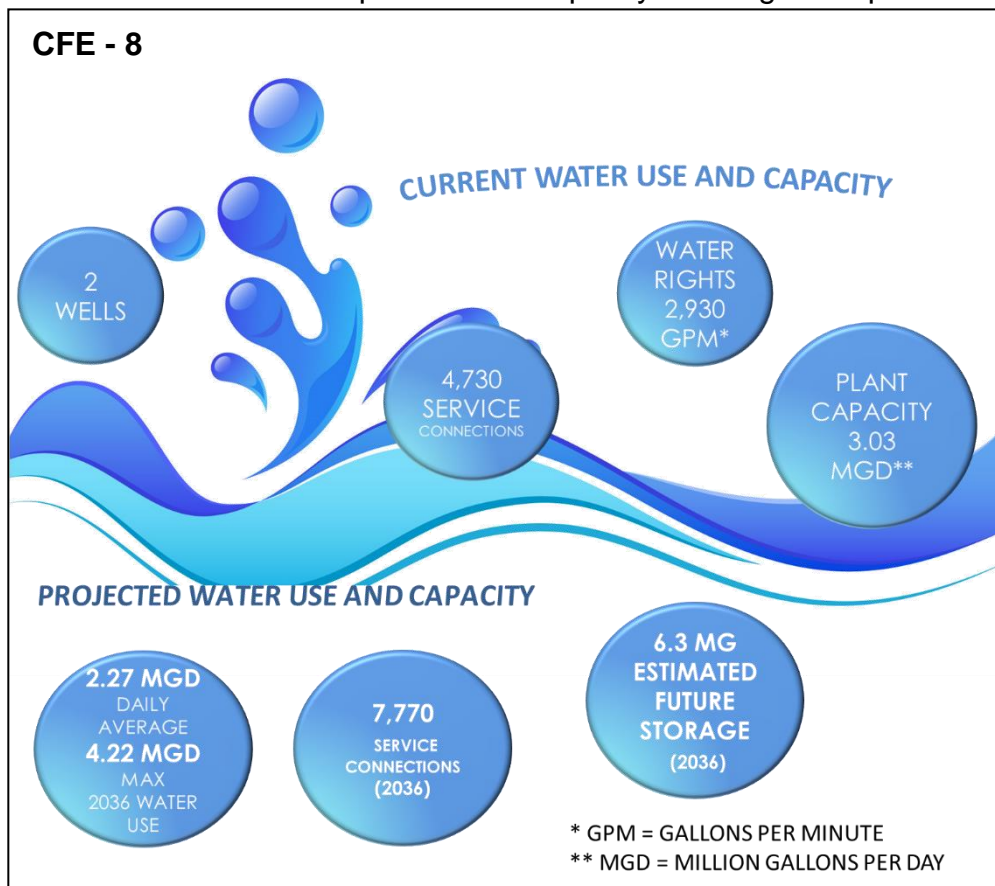 CFE - 8
CURRENT WATER USE AND CAPACITY
2
WELLS
WATER
RIGHTS
2,930
GPM*
4,730
SERVICE
CONNECTIONS
PLANT
CAPACITY
3.03
MGD**
PROJECTED WATER USE AND CAPACITY
2.27 MGD
DAILY
AVERAGE
4.22 MGD
MAX
2036 WATER
USE
7,770
SERVICE
CONNECTIONS
(2036)
6.3 MG
ESTIMATED
FUTURE
STORAGE
(2036)
* GPM = GALLONS PER MINUTE
** MGD = MILLION GALLONS PER DAY